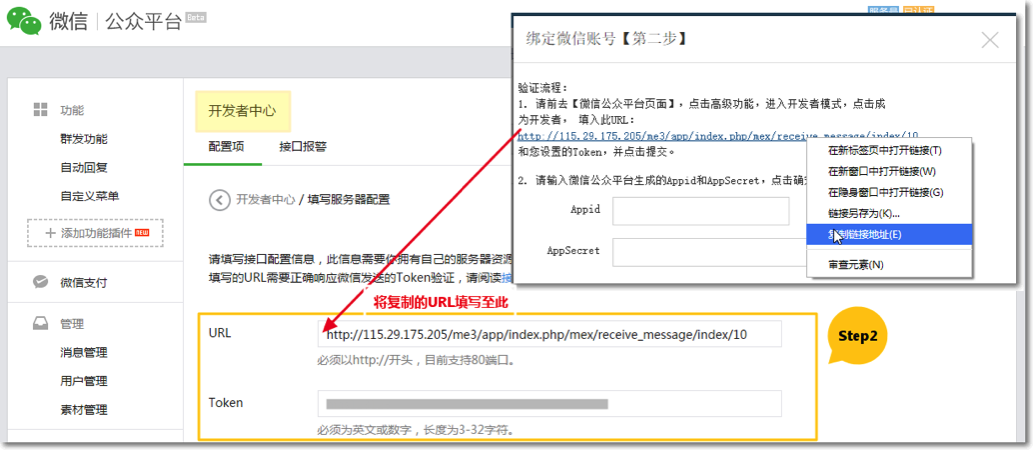 微信 | 公众平台 Beta
绑定微信账号【第二步】
验证流程：
1. 请前去【微信公众平台页面】，点击高级功能，进入开发者模式，点击成
为开发者， 填入此URL：
http://115.29.175.205/me3/app/index.php/mex/receive_message/index/10
和您设置的Token，并点击提交。
2. 请输入微信公众平台生成的Appid和AppSecret，点击确
Appid
AppSecret
在新标签页中打开链接(T)
在新窗口中打开链接(W)
在隐身窗口中打开链接(G)
链接另存为(K)...
复制链接地址(E)
审查元素(N)
功能
群发功能
自动回复
自定义菜单
+ 添加功能插件 NEW
微信支付
管理
消息管理
用户管理
素材管理
开发者中心
配置项
接口报警
开发者中心 / 填写服务器配置
请填写接口配置信息，此信息需要你拥有自己的服务器资源
填写的URL需要正确响应微信发送的Token验证，请阅读接
将复制的URL填写至此
URL
http://115.29.175.205/me3/app/index.php/mex/receive_message/index/10
必须以http://开头，目前支持80端口。
Step2
Token
必须为英文或数字，长度为3-32字符。